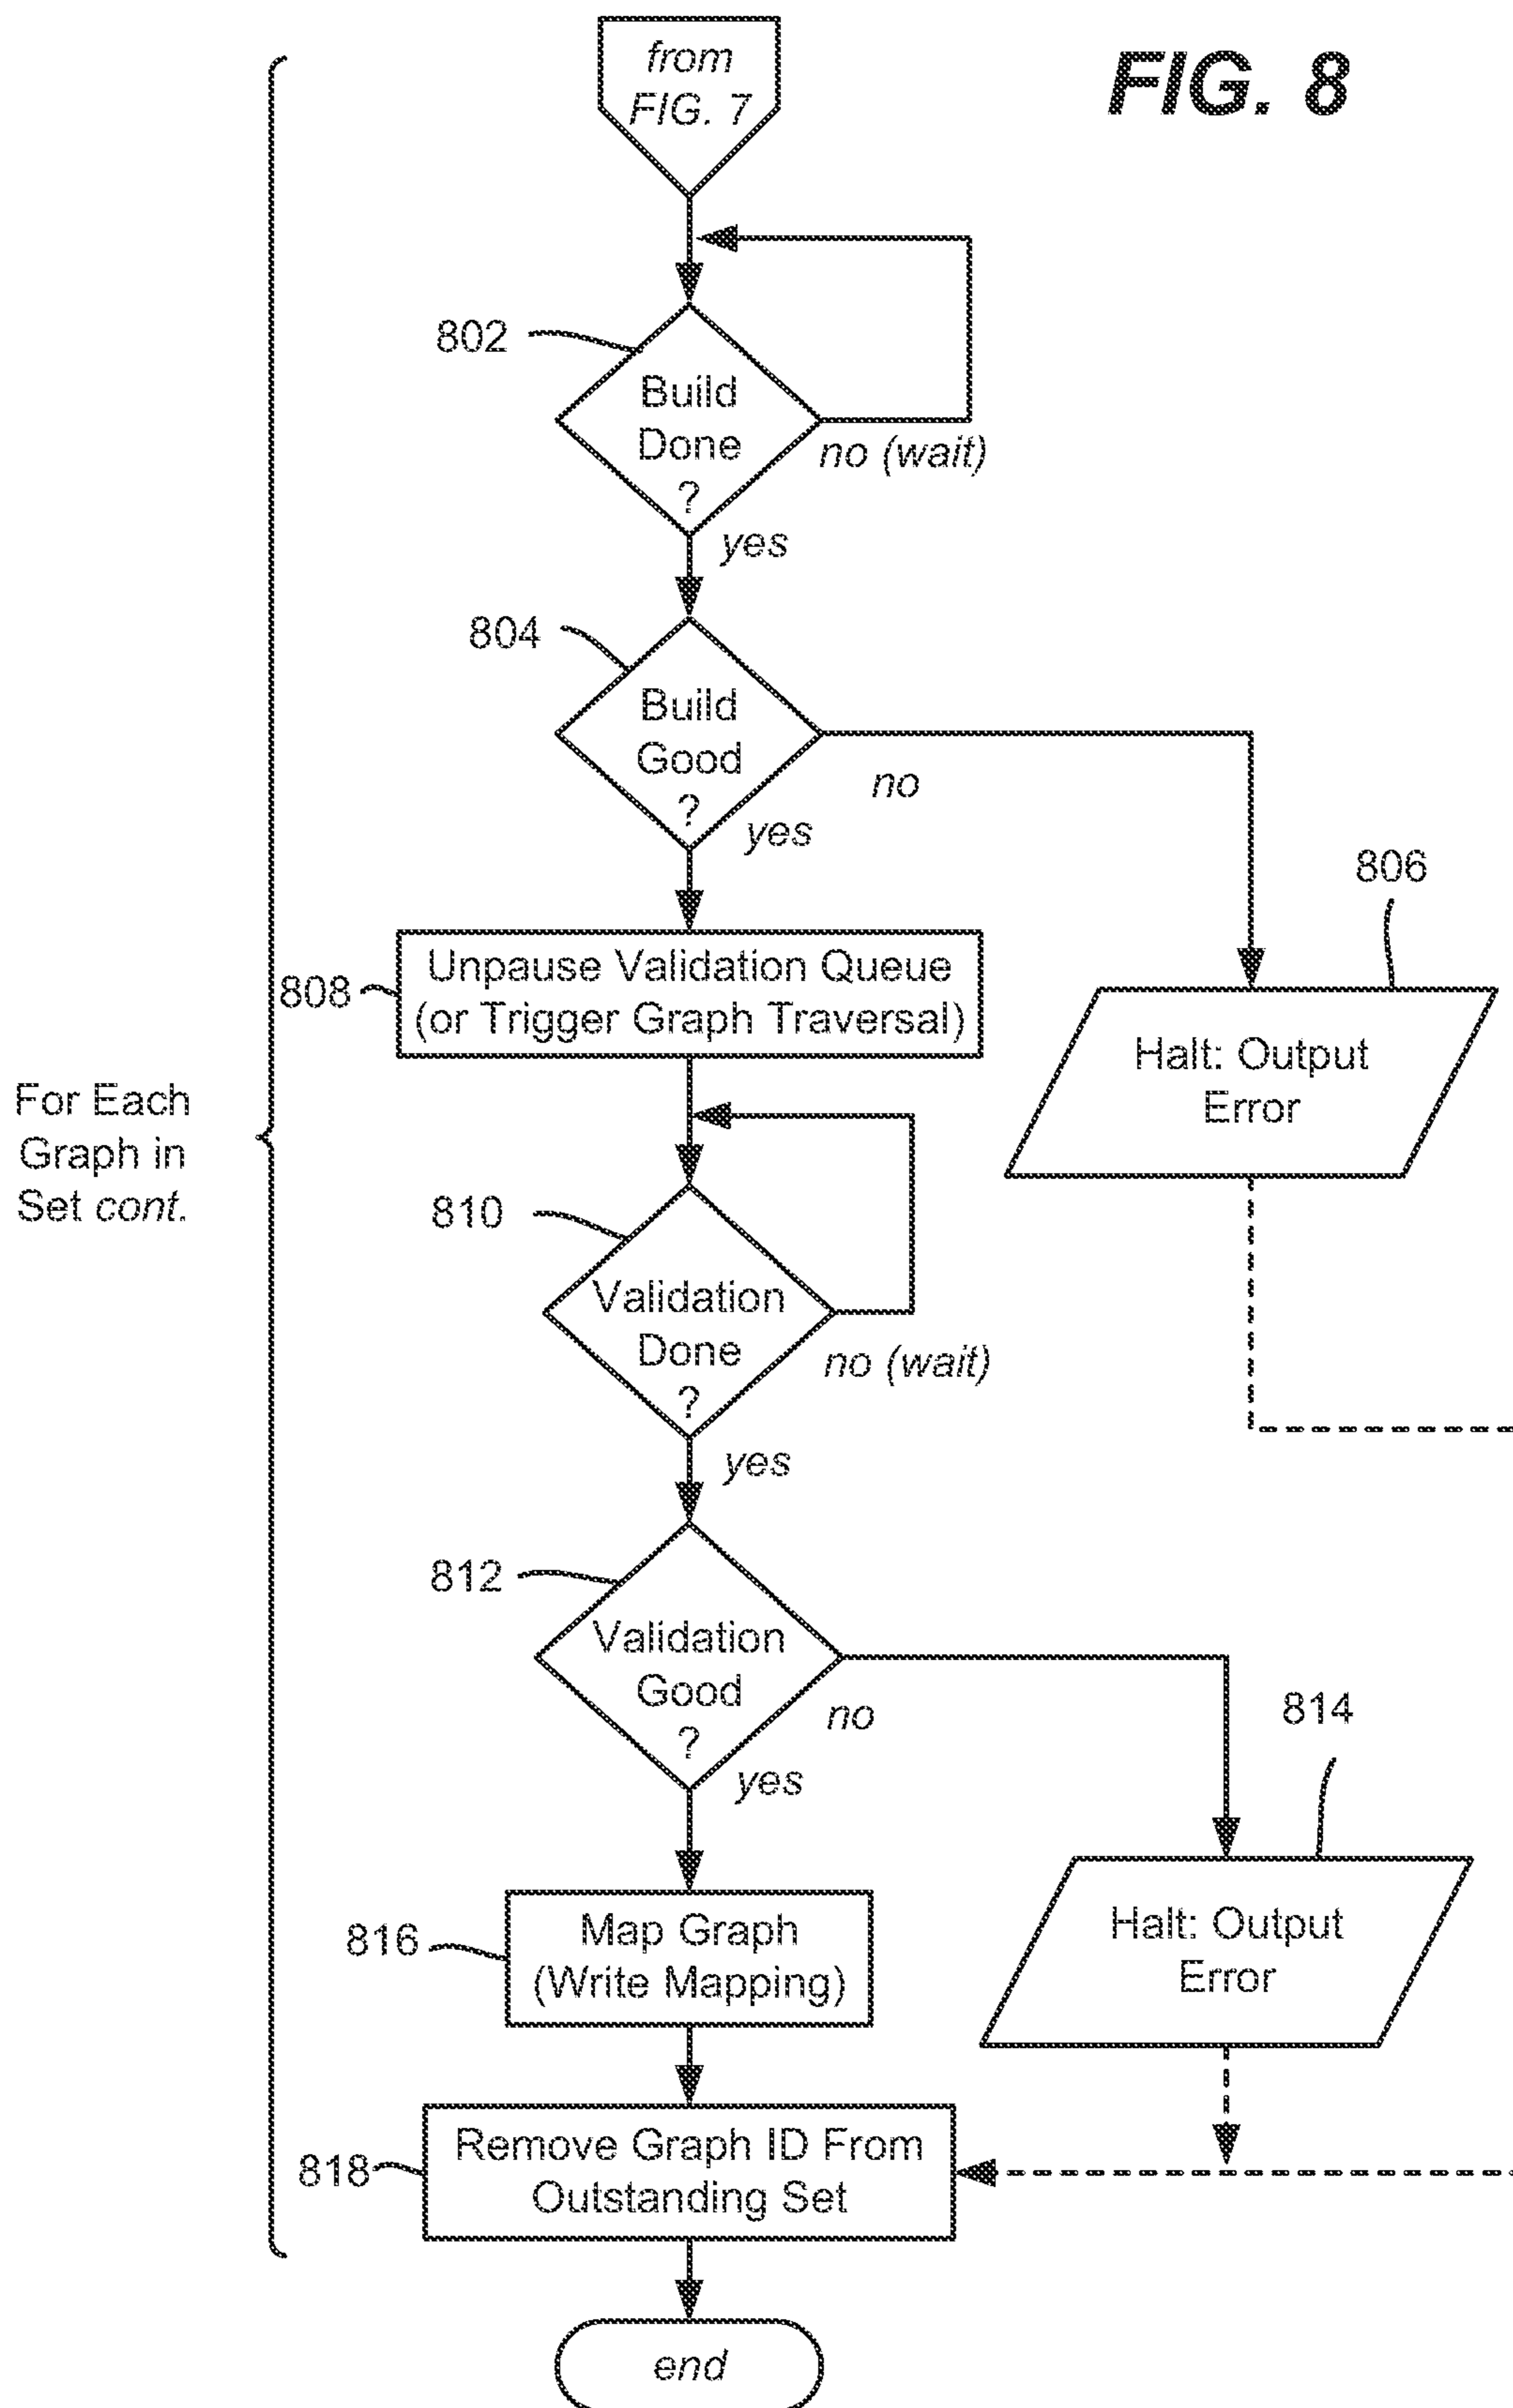 from
FIG. 7
FIG. 8
802
Build
Done
?
no (wait)
yes
804
Build
Good
?
no
yes
806
808
Unpause Validation Queue
(or Trigger Graph Traversal)
Halt: Output
Error
For Each
Graph in
Set cont.
810
Validation
Done
?
no (wait)
yes
812
Validation
Good
?
no
yes
814
816
Map Graph
(Write Mapping)
Halt: Output
Error
818
Remove Graph ID From
Outstanding Set
end